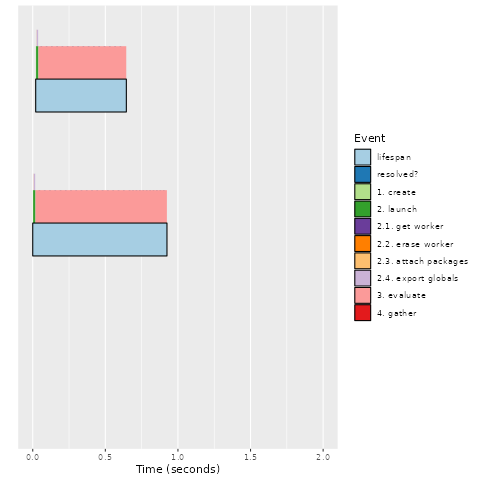 Event
lifespan
resolved?
1. create
2. launch
2.1. get worker
2.2. erase worker
2.3. attach packages
2.4. export globals
3. evaluate
4. gather
0.0 0.5 1.0 1.5 2.0
Time (seconds)